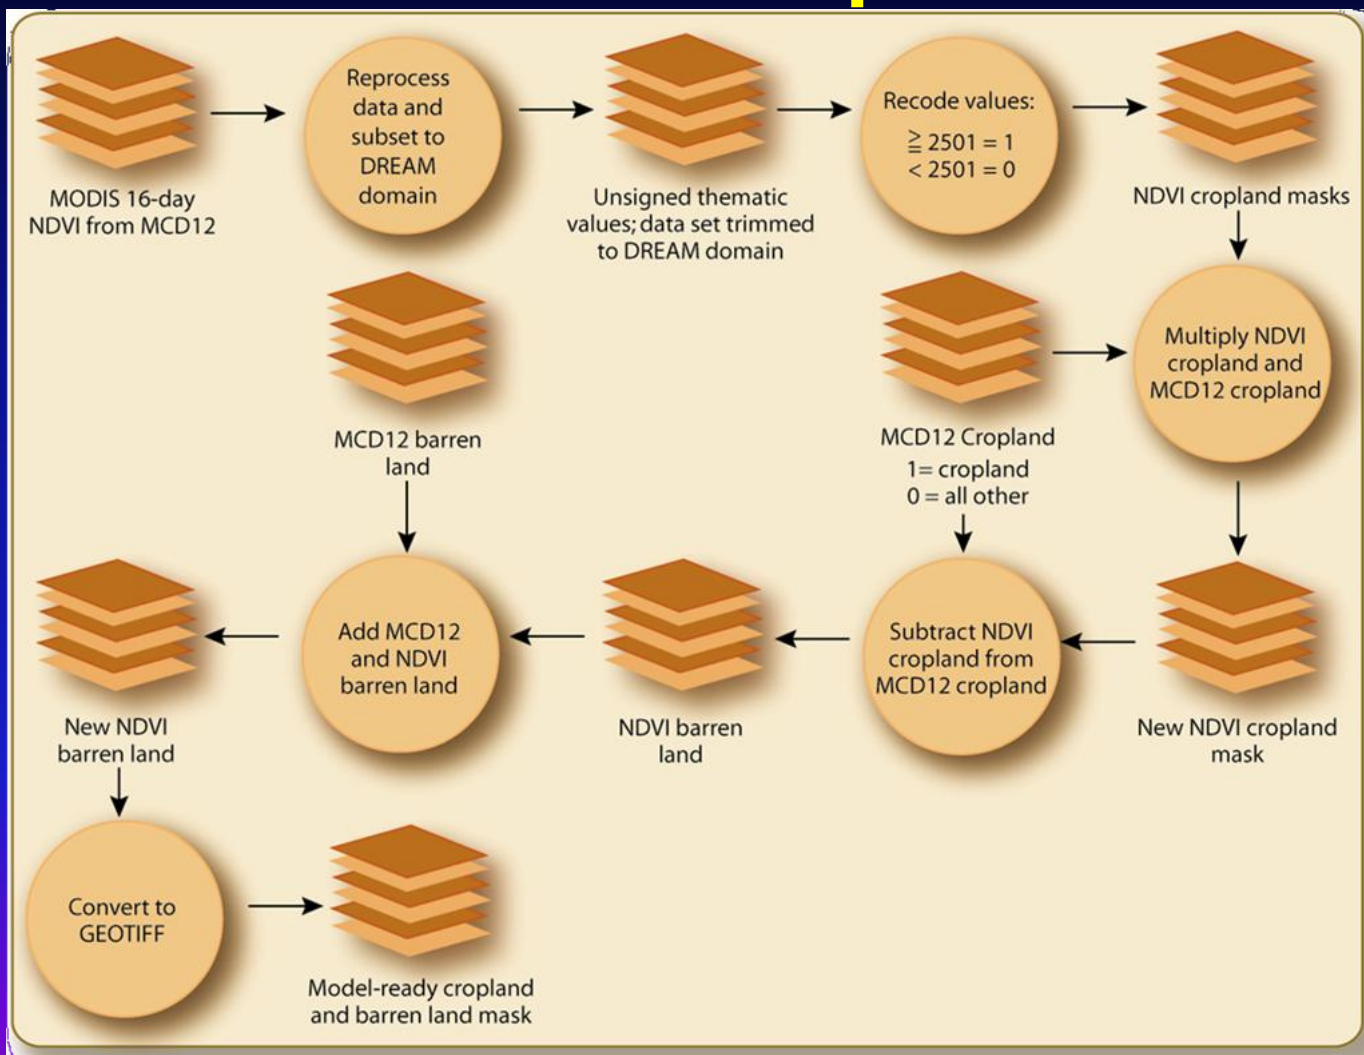 MODIS 16-day
NDVI from MCD12
Reprocess
data and
subset to
DREAM
domain
Unsigned thematic
values; data set trimmed
to DREAM domain
Recode values:
≧ 2501 = 1
< 2501 = 0
NDVI cropland masks
MCD12 barren
land
MCD12 Cropland
1= cropland
0 = all other
Multiply NDVI
cropland and
MCD12 cropland
New NDVI
barren land
Add MCD12
and NDVI
barren land
NDVI barren
land
Subtract NDVI
cropland from
MCD12 cropland
New NDVI cropland
mask
Convert to
GEOTIFF
Model-ready cropland
and barren land mask